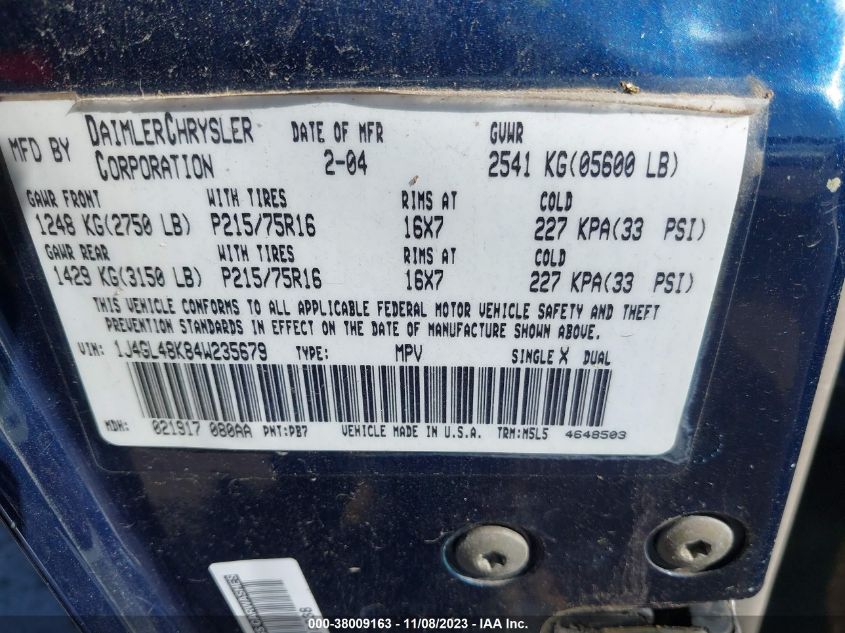 MFD BY DAIMLERCHRYSLER CORPORATION
DATE OF MFR
2-04
GVWR
2541 KG(05600 LB)
GAWR FRONT WITH TIRES RIMS AT COLD
1248 KG(2750 LB) P215/75R16 16X7 227 KPA(33 PSI)
GAWR REAR WITH TIRES RIMS AT COLD
1429 KG(3150 LB) P215/75R16 16X7 227 KPA(33 PSI)
THIS VEHICLE CONFORMS TO ALL APPLICABLE FEDERAL MOTOR VEHICLE SAFETY AND THEFT
PREVENTION STANDARDS IN EFFECT ON THE DATE OF MANUFACTURE SHOWN ABOVE.
VIN: 1J4GL48K84W235679 TYPE: MPV SINGLE X DUAL
MDH: 021917 080AA PNT:PB7 VEHICLE MADE IN U.S.A. TRM:M5L5 4648503
000-38009163 - 11/08/2023 - IAA Inc.